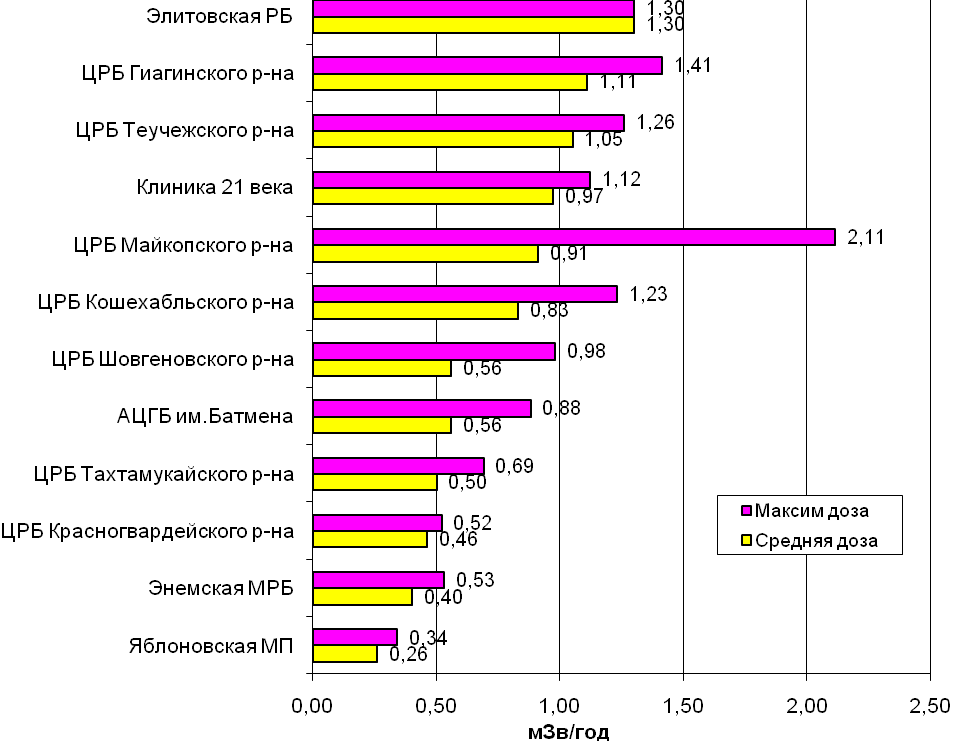 Элитовская РБ
1,30
1,30
ЦРБ Гиагинского р-на
1,41
1,11
ЦРБ Теучежского р-на
1,26
1,05
Клиника 21 века
1,12
0,97
ЦРБ Майкопского р-на
2,11
0,91
ЦРБ Кошехабльского р-на
1,23
0,83
ЦРБ Шовгеновского р-на
0,98
0,56
АЦГБ им.Батмена
0,88
0,56
ЦРБ Тахтамукайского р-на
0,69
0,50
ЦРБ Красногвардейского р-на
0,52
0,46
Энемская МРБ
0,53
0,40
Яблоновская МП
0,34
0,26
Максим доза
Средняя доза
0,00 0,50 1,00 1,50 2,00 2,50
мЗв/год